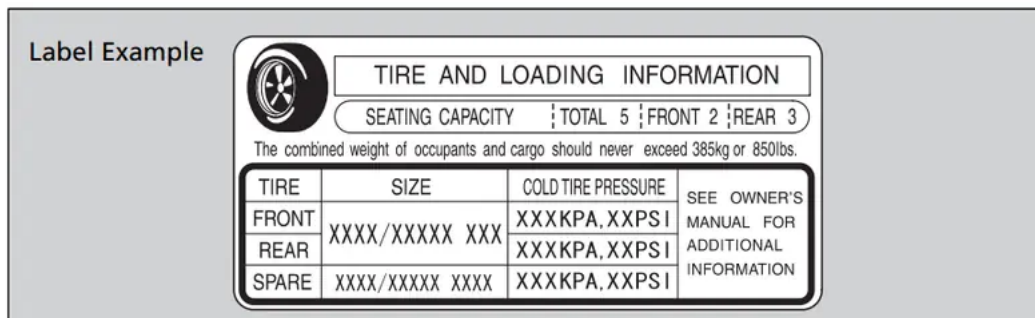 Label Example
TIRE AND LOADING INFORMATION
SEATING CAPACITY TOTAL 5 FRONT 2 REAR 3
The combined weight of occupants and cargo should never exceed 385kg or 850lbs.
TIRE SIZE COLD TIRE PRESSURE
FRONT XXXX/XXXXX XXX XXXKPA,XXPSI
REAR XXXKPA,XXPSI
SPARE XXXX/XXXXX XXXX XXXKPA,XXPSI
SEE OWNER'S
MANUAL FOR
ADDITIONAL
INFORMATION